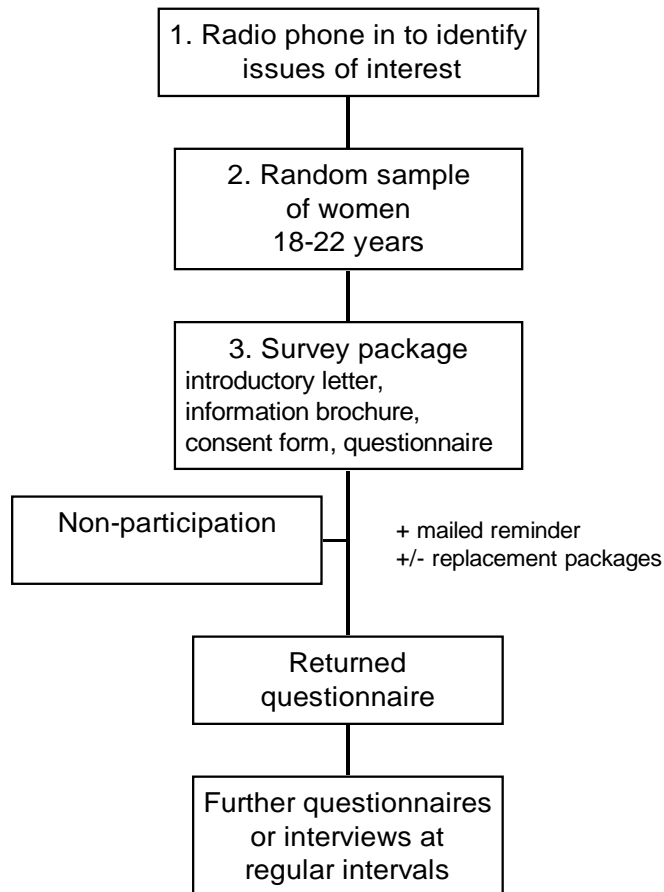 1. Radio phone in to identify
issues of interest
2. Random sample
of women
18-22 years
3. Survey package
introductory letter,
information brochure,
consent form, questionnaire
Non-participation
+ mailed reminder
+/- replacement packages
Returned
questionnaire
Further questionnaires
or interviews at
regular intervals